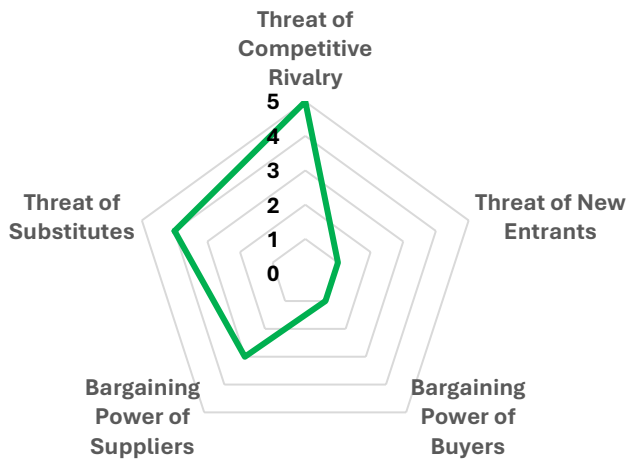 Threat of
Competitive
Rivalry
5
4
3
2
1
0
Threat of New
Entrants
Bargaining
Power of
Buyers
Bargaining
Power of
Suppliers
Threat of
Substitutes